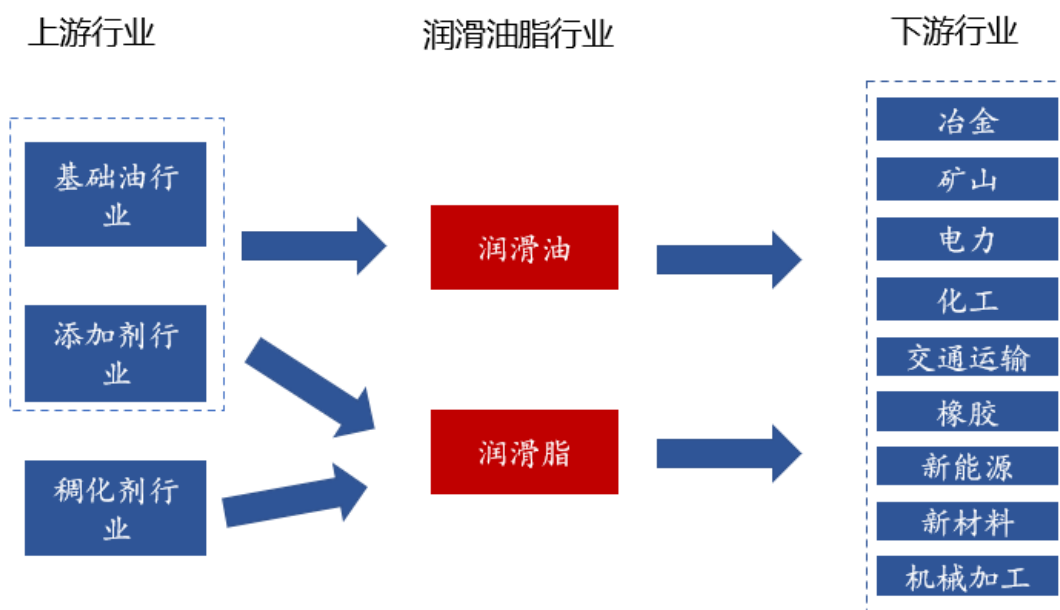 上游行业
润滑油脂行业
下游行业
基础油行
业
添加剂行
业
稠化剂行
业
润滑油
润滑脂
冶金
矿山
电力
化工
交通运输
橡胶
新能源
新材料
机械加工